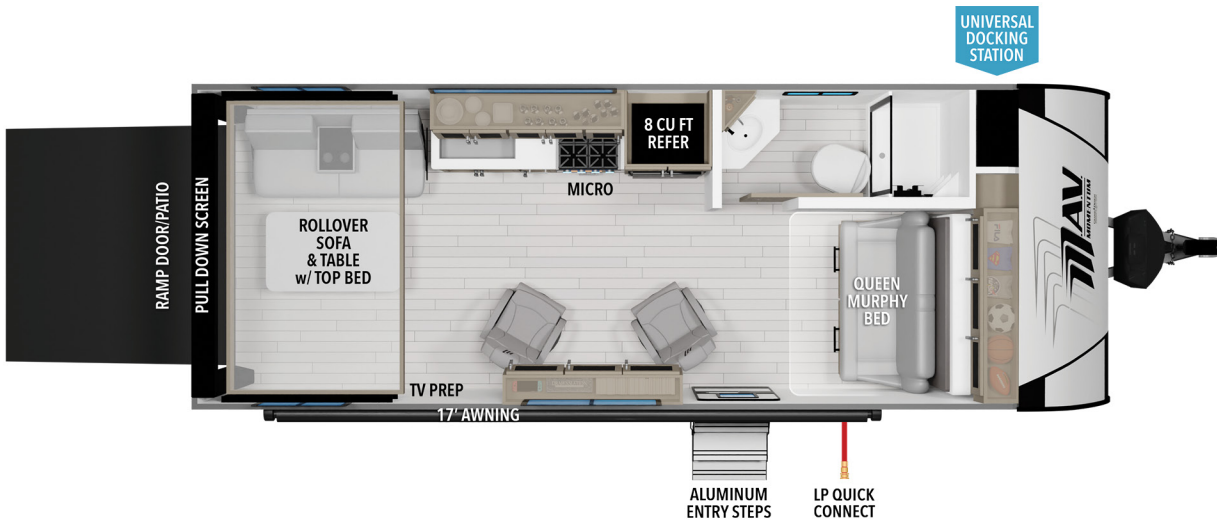 UNIVERSAL
DOCKING
STATION
8 CU FT
REFER
MICRO
RAMP DOOR/PATIO
PULL DOWN SCREEN
ROLLOVER
SOFA
& TABLE
w/ TOP BED
QUEEN
MURPHY
BED
M.A.V.
MOMENTUM
TV PREP
17' AWNING
ALUMINUM
ENTRY STEPS
LP QUICK
CONNECT